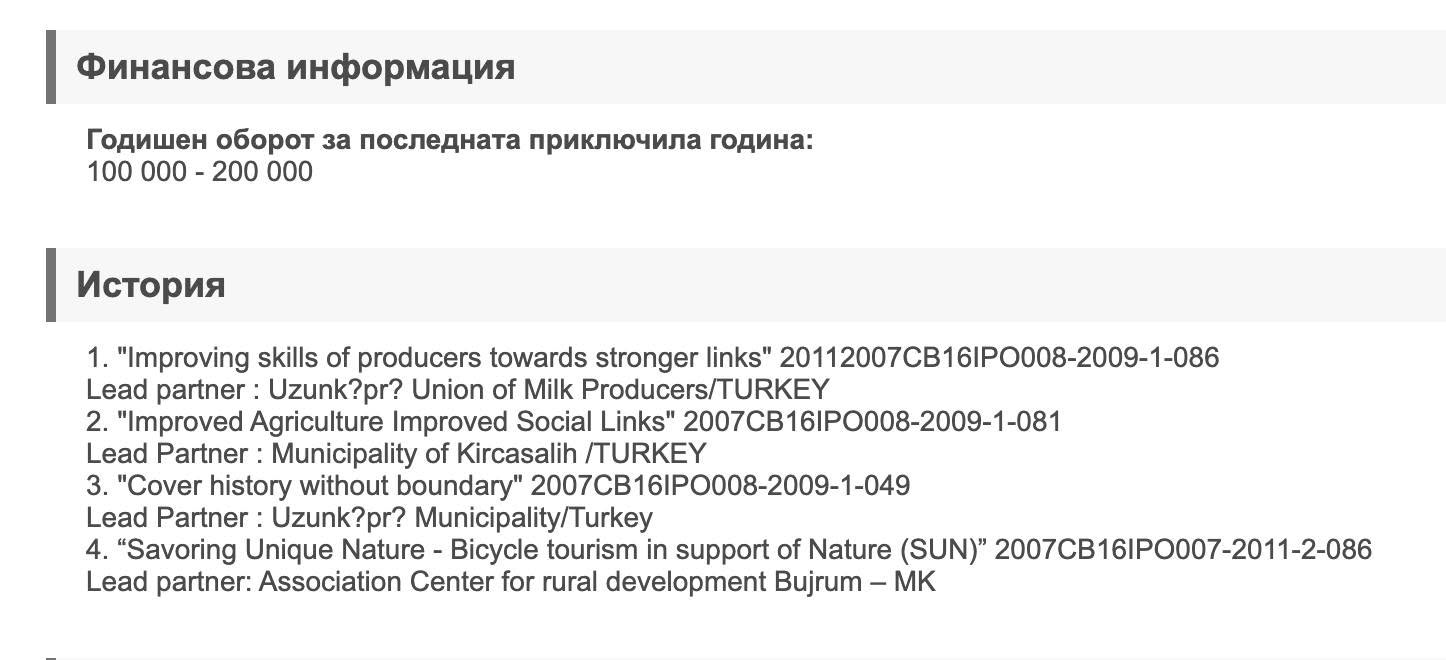 Финансова информация
Годишен оборот за последната приключила година:
100 000 - 200 000
История
1. "Improving skills of producers towards stronger links" 20112007CB16IPO008-2009-1-086
Lead partner : Uzunk?pr? Union of Milk Producers/TURKEY
2. "Improved Agriculture Improved Social Links" 2007CB16IPO008-2009-1-081
Lead Partner : Municipality of Kircasalih /TURKEY
3. "Cover history without boundary" 2007CB16IPO008-2009-1-049
Lead Partner : Uzunk?pr? Municipality/Turkey
4. “Savoring Unique Nature - Bicycle tourism in support of Nature (SUN)” 2007CB16IPO007-2011-2-086
Lead partner: Association Center for rural development Bujrum – MK